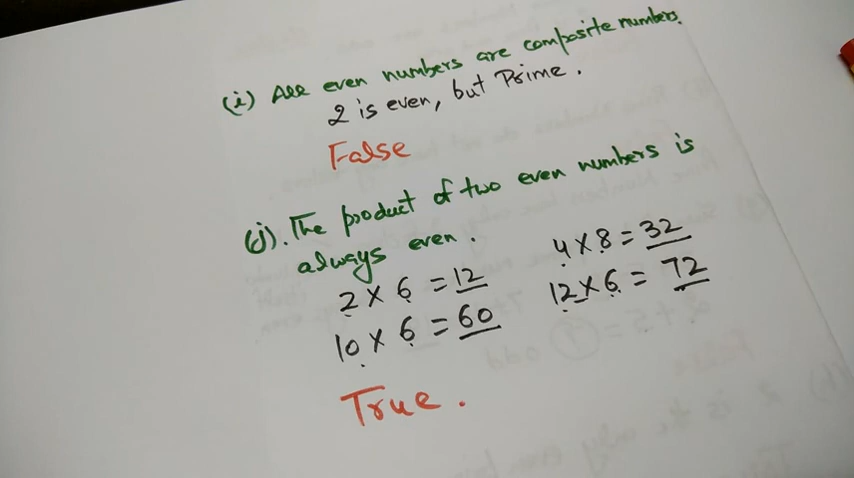 (i) All even numbers are composite numbers.
2 is even, but Prime.
False
(j). The product of two even numbers is
always even.
2 x 6 = 12
4 x 8 = 32
10 x 6 = 60
12 x 6 = 72
True.